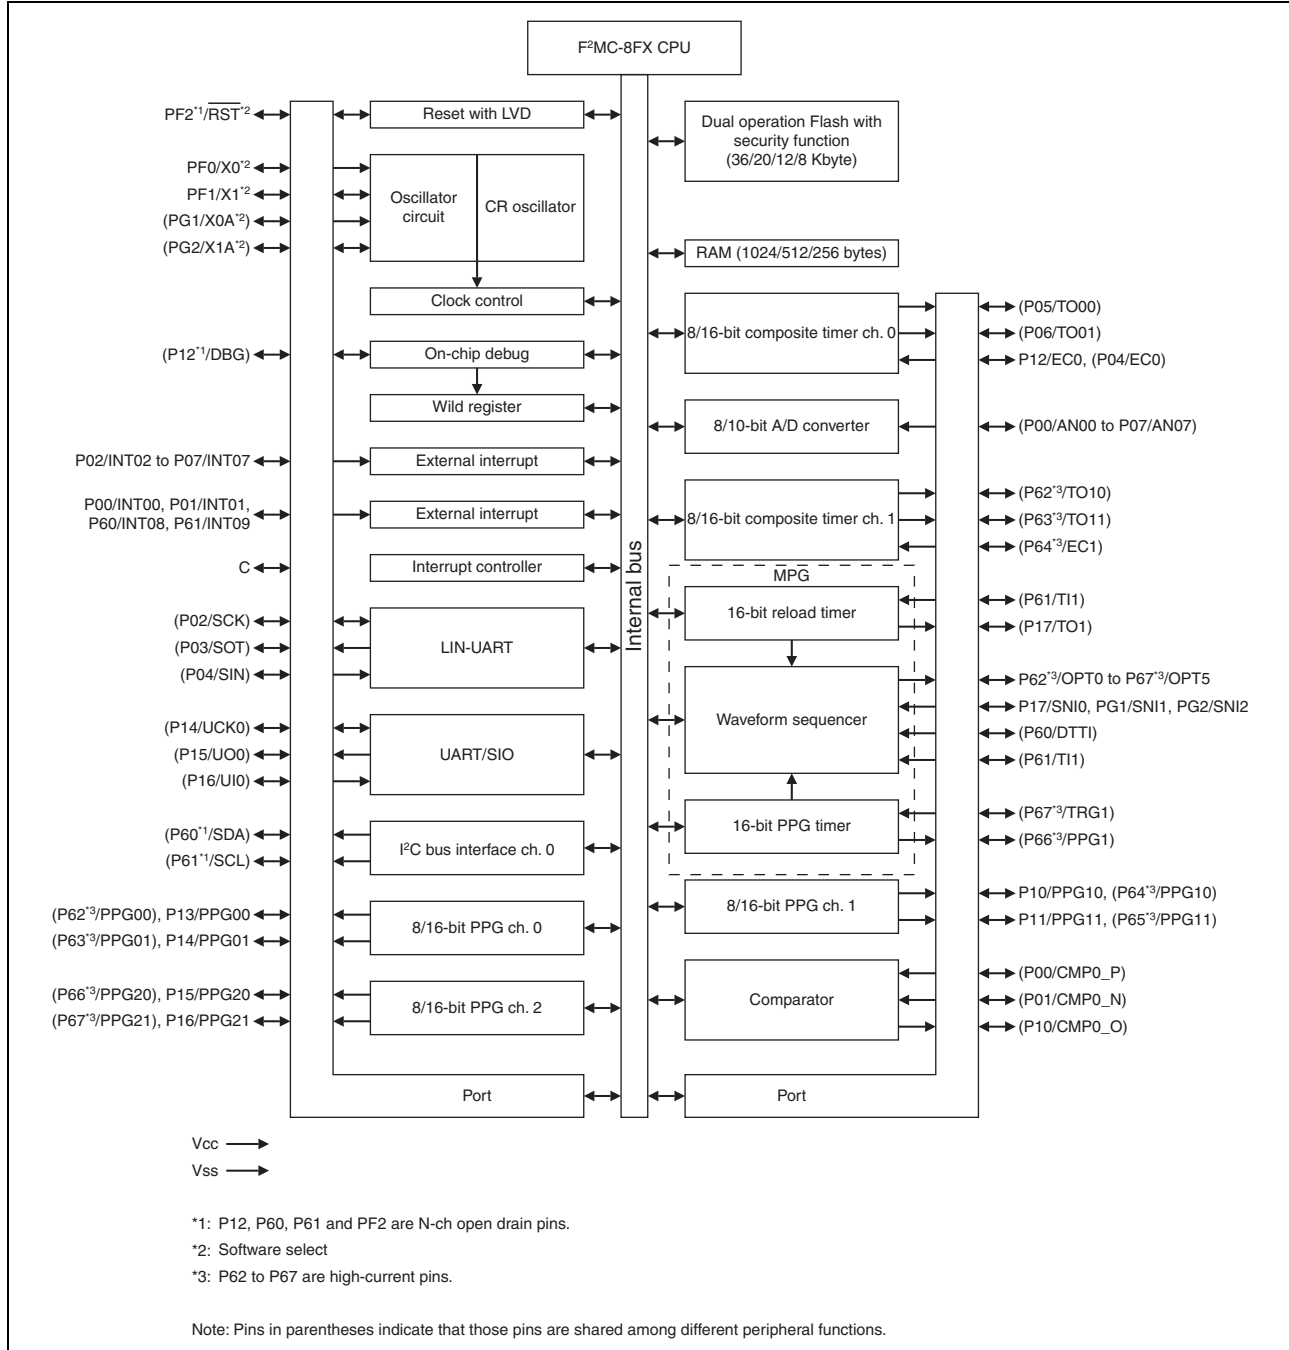 F²MC-8FX CPU
PF2*1/RST*2
Reset with LVD
Dual operation Flash with
security function
(36/20/12/8 Kbyte)
PF0/X0*2
PF1/X1*2
(PG1/X0A*2)
(PG2/X1A*2)
Oscillator
circuit
CR oscillator
RAM (1024/512/256 bytes)
Clock control
8/16-bit composite timer ch. 0
(P05/TO00)
(P06/TO01)
P12/EC0, (P04/EC0)
(P12*1/DBG)
On-chip debug
Wild register
8/10-bit A/D converter
(P00/AN00 to P07/AN07)
P02/INT02 to P07/INT07
External interrupt
P00/INT00, P01/INT01,
P60/INT08, P61/INT09
External interrupt
8/16-bit composite timer ch. 1
(P62*3/TO10)
(P63*3/TO11)
(P64*3/EC1)
C
Interrupt controller
Internal bus
MPG
16-bit reload timer
(P61/TI1)
(P17/TO1)
(P02/SCK)
(P03/SOT)
(P04/SIN)
LIN-UART
Waveform sequencer
P62*3/OPT0 to P67*3/OPT5
P17/SNI0, PG1/SNI1, PG2/SNI2
(P60/DTTI)
(P61/TI1)
(P14/UCK0)
(P15/UO0)
(P16/UI0)
UART/SIO
16-bit PPG timer
(P67*3/TRG1)
(P66*3/PPG1)
(P60*1/SDA)
(P61*1/SCL)
I²C bus interface ch. 0
8/16-bit PPG ch. 1
P10/PPG10, (P64*3/PPG10)
P11/PPG11, (P65*3/PPG11)
(P62*3/PPG00), P13/PPG00
(P63*3/PPG01), P14/PPG01
8/16-bit PPG ch. 0
(P66*3/PPG20), P15/PPG20
(P67*3/PPG21), P16/PPG21
8/16-bit PPG ch. 2
Comparator
(P00/CMP0_P)
(P01/CMP0_N)
(P10/CMP0_O)
Port
Port
Vcc
Vss
*1: P12, P60, P61 and PF2 are N-ch open drain pins.
*2: Software select
*3: P62 to P67 are high-current pins.
Note: Pins in parentheses indicate that those pins are shared among different peripheral functions.